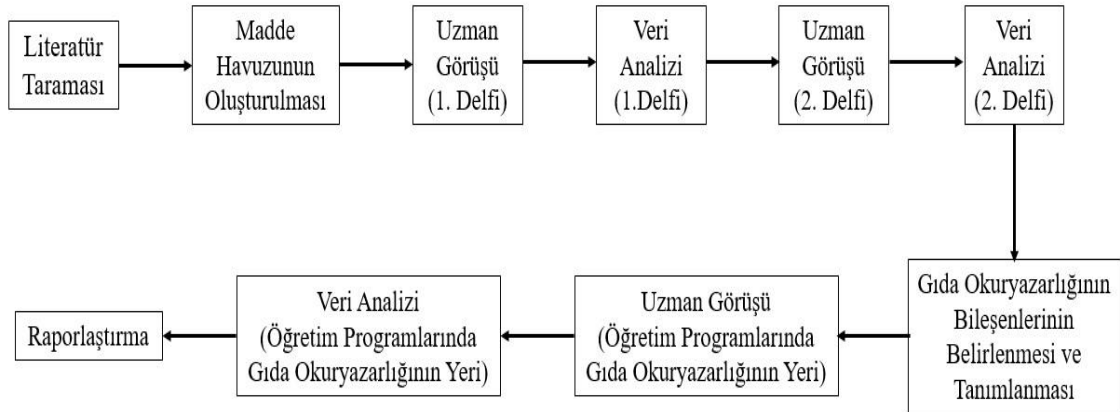 Literatür
Taraması
Madde
Havuzunun
Oluşturulması
Uzman
Görüşü
(1. Delfi)
Veri
Analizi
(1.Delfi)
Uzman
Görüşü
(2. Delfi)
Veri
Analizi
(2. Delfi)
Gıda Okuryazarlığının
Bileşenlerinin
Belirlenmesi ve
Tanımlanması
Uzman Görüşü
(Öğretim Programlarında
Gıda Okuryazarlığının Yeri)
Veri Analizi
(Öğretim Programlarında
Gıda Okuryazarlığının Yeri)
Raporlaştırma